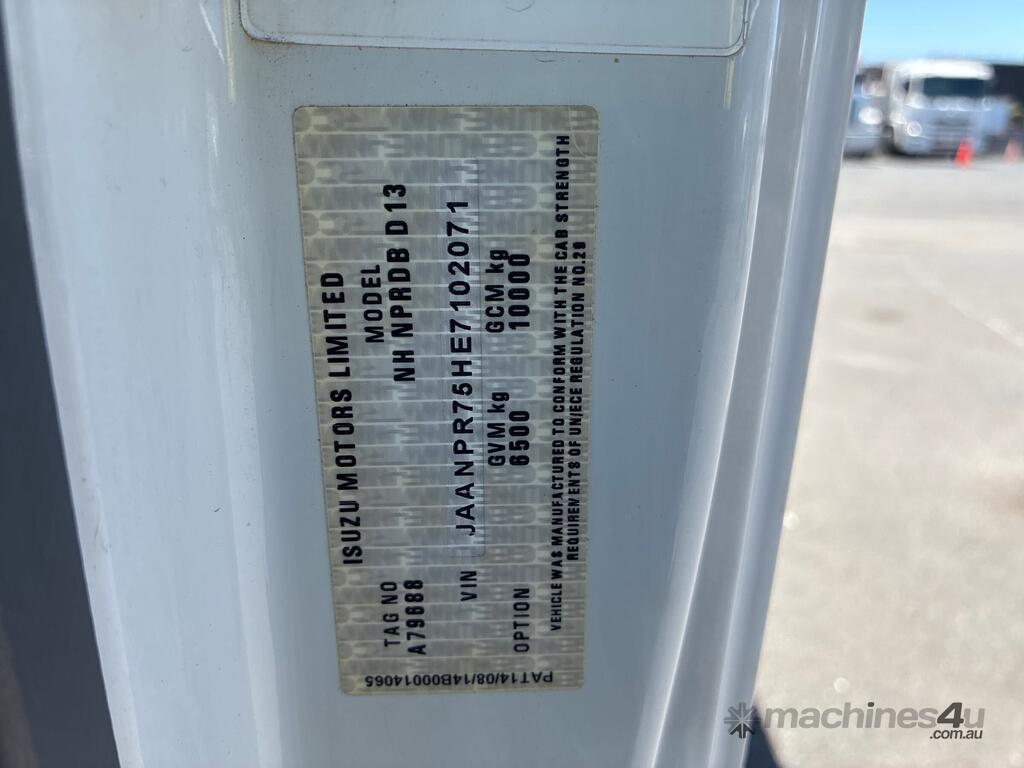 ISUZU MOTORS LIMITED
TAG NO MODEL
A79688 NH NPRDB D13
VIN JAANPR75HE7102071
GVM kg GCM kg
OPTION 6500 10000
VEHICLE WAS MANUFACTURED TO CONFORM WITH THE CAB STRENGTH
REQUIREMENTS OF UN/ECE REGULATION NO.29
PAT14/08/14B00014065
machines4u
.com.au